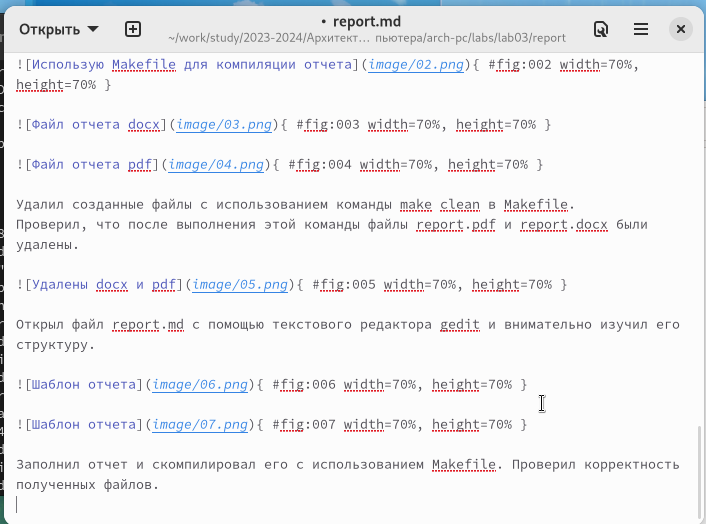 Открыть
• report.md
~/work/study/2023-2024/Архитект… пьютера/arch-pc/labs/lab03/report
![Использую Makefile для компиляции отчета](image/02.png){ #fig:002 width=70%,
height=70% }
![Файл отчета docx](image/03.png){ #fig:003 width=70%, height=70% }
![Файл отчета pdf](image/04.png){ #fig:004 width=70%, height=70% }
Удалил созданные файлы с использованием команды make clean в Makefile.
Проверил, что после выполнения этой команды файлы report.pdf и report.docx были
удалены.
![Удалены docx и pdf](image/05.png){ #fig:005 width=70%, height=70% }
Открыл файл report.md с помощью текстового редактора gedit и внимательно изучил его
структуру.
![Шаблон отчета](image/06.png){ #fig:006 width=70%, height=70% }
![Шаблон отчета](image/07.png){ #fig:007 width=70%, height=70% }
Заполнил отчет и скомпилировал его с использованием Makefile. Проверил корректность
полученных файлов.